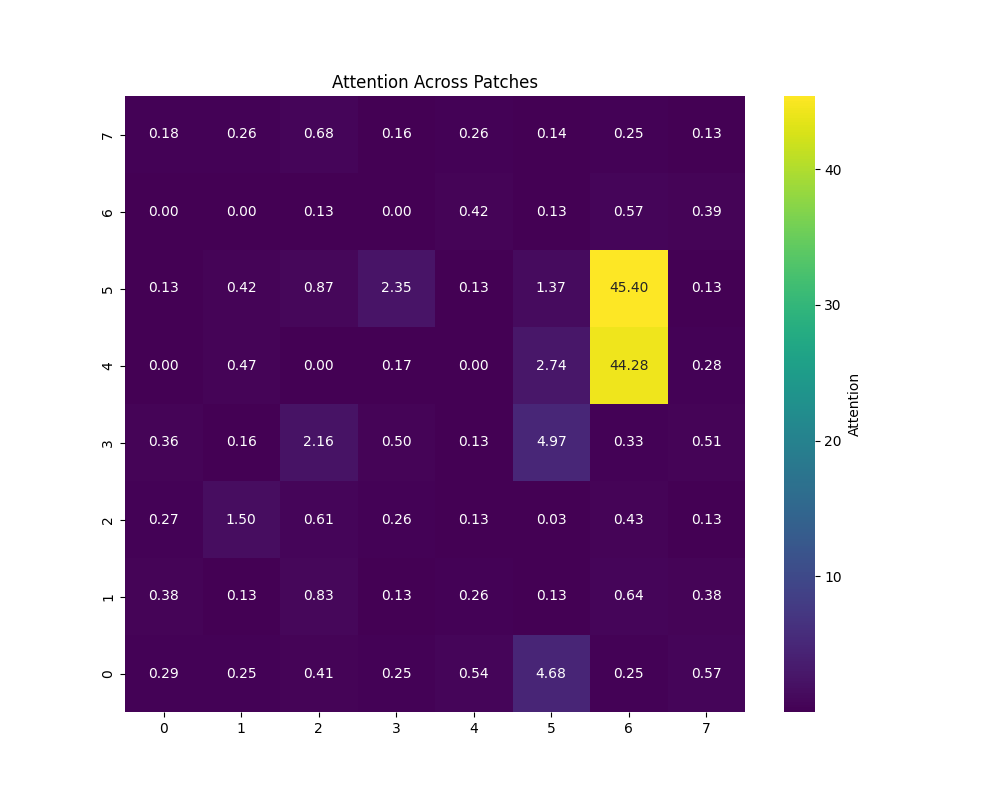 Attention Across Patches
7 0.18 0.26 0.68 0.16 0.26 0.14 0.25 0.13
6 0.00 0.00 0.13 0.00 0.42 0.13 0.57 0.39
5 0.13 0.42 0.87 2.35 0.13 1.37 45.40 0.13
4 0.00 0.47 0.00 0.17 0.00 2.74 44.28 0.28
3 0.36 0.16 2.16 0.50 0.13 4.97 0.33 0.51
2 0.27 1.50 0.61 0.26 0.13 0.03 0.43 0.13
1 0.38 0.13 0.83 0.13 0.26 0.13 0.64 0.38
0 0.29 0.25 0.41 0.25 0.54 4.68 0.25 0.57
0 1 2 3 4 5 6 7
40
30
20
10
Attention